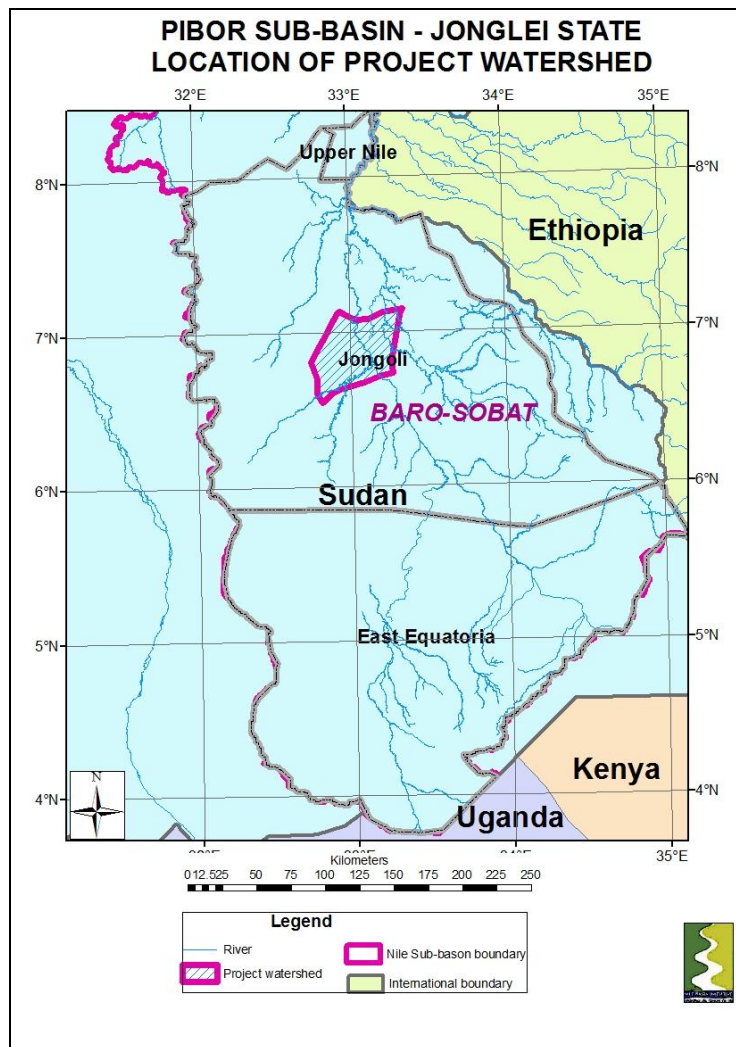 PIBOR SUB-BASIN - JONGLEI STATE
LOCATION OF PROJECT WATERSHED
32°E
33°E
34°E
35°E
Upper Nile
8°N
8°N
Ethiopia
7°N
7°N
Jongoli
BARO-SOBAT
6°N
Sudan
6°N
5°N
East Equatoria
5°N
N
Kenya
4°N
4°N
Uganda
35°E
Kilometers
0 12.525 50 75 100 125 150 175 200 225 250
Legend
River
Nile Sub-bason boundary
Project watershed
International boundary